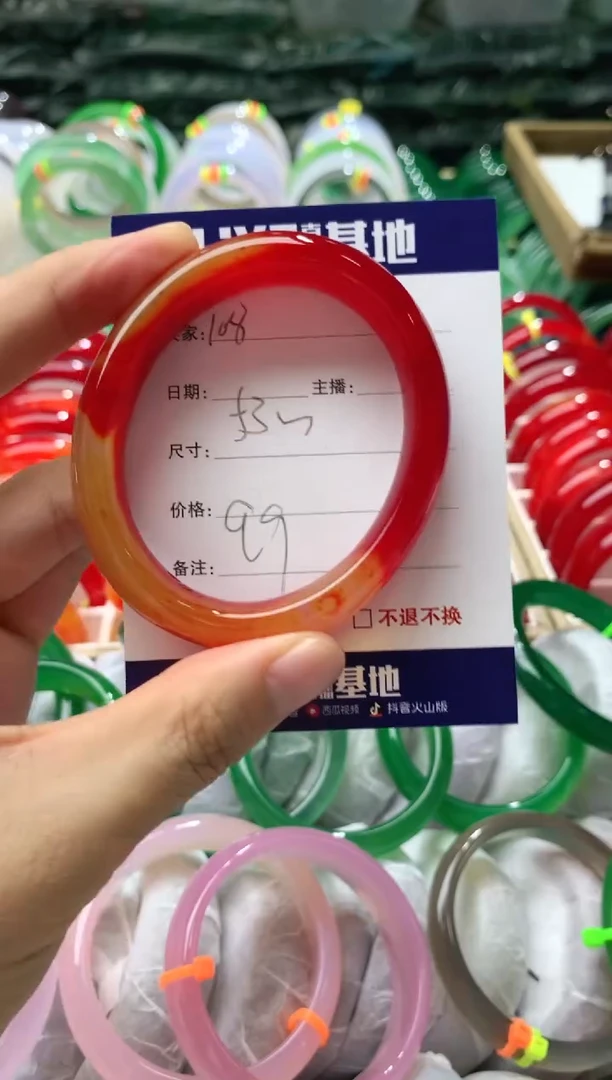 基地
家:108
日期: 主播:
53
尺寸:
价格:
99
备注:
不退不换
基地
西瓜视频 抖音火山版